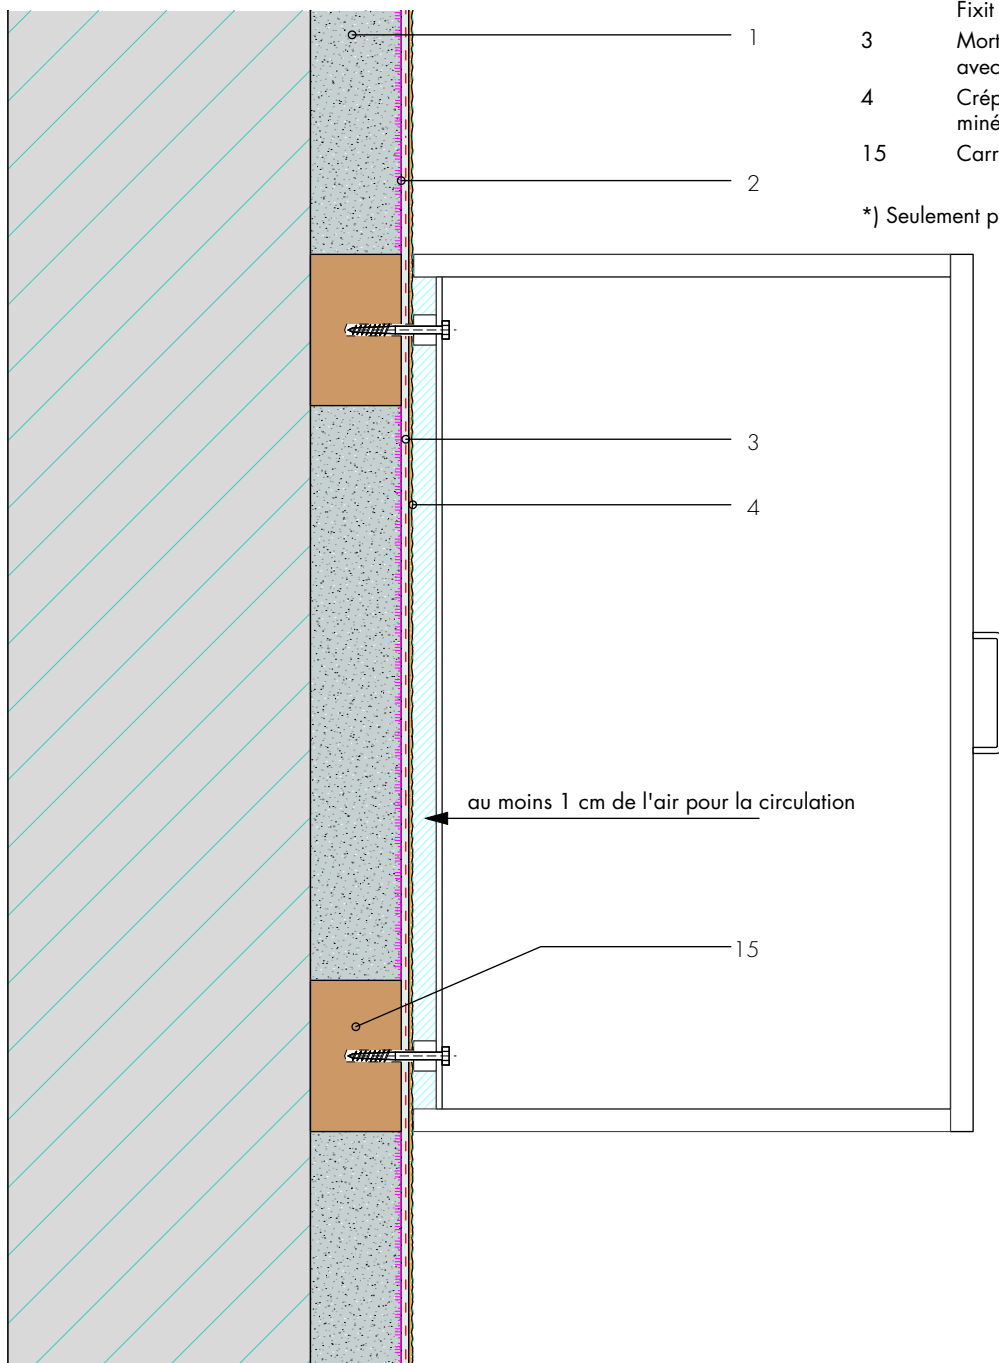 Fixit
1
3 Mort
avec
4 Crép
miné
15 Carr
2
*) Seulement p
3
4
au moins 1 cm de l'air pour la circulation
15